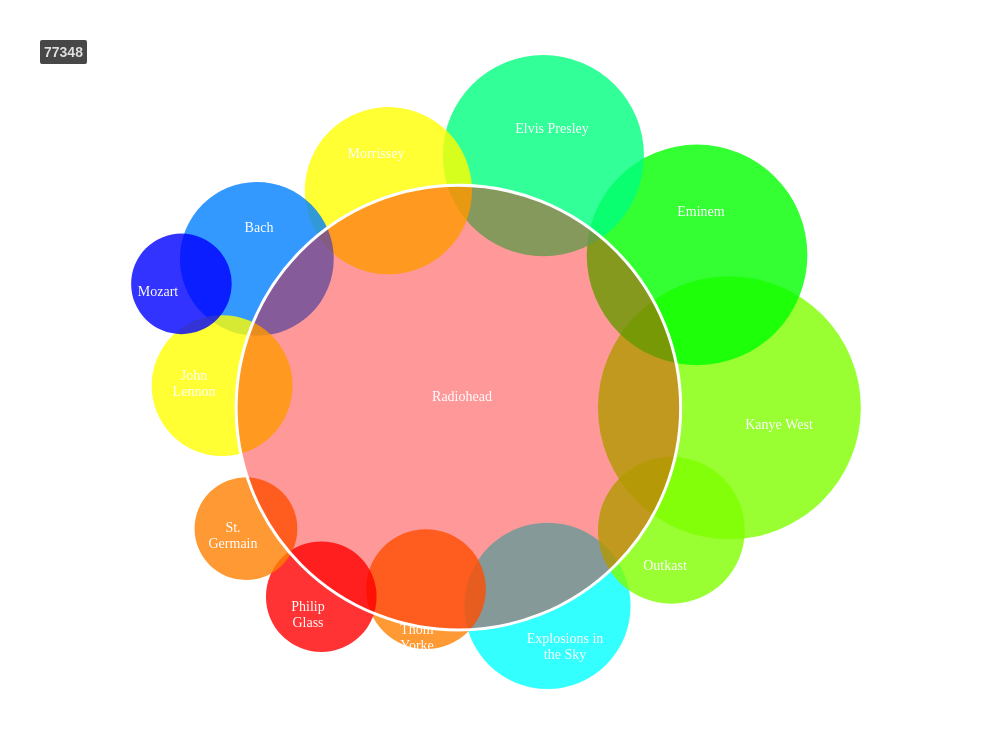 77348
Elvis Presley
Morrissey
Eminem
Bach
Mozart
John
Lennon
Radiohead
Kanye West
St.
Germain
Outkast
Philip
Glass
Thom
Yorke
Explosions in
the Sky